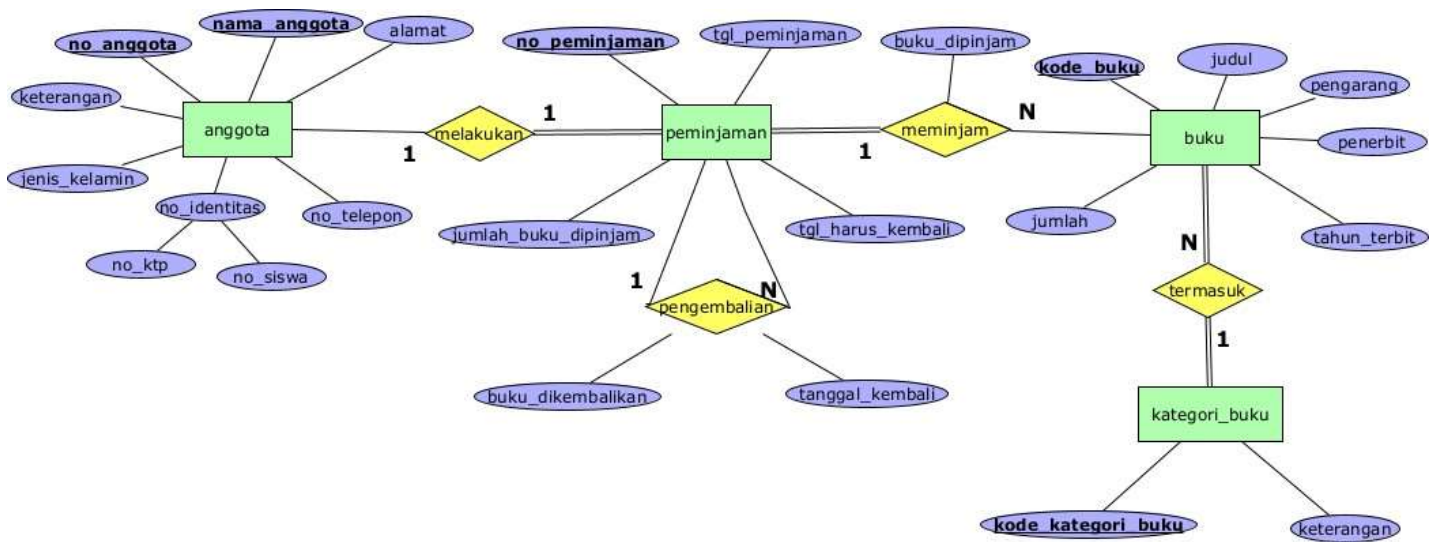 nama_anggota
no_anggota
alamat
keterangan
anggota
jenis_kelamin
no_identitas
no_telepon
no_ktp
no_siswa
1
melakukan
1
no_peminjaman
tgl_peminjaman
peminjaman
jumlah_buku_dipinjam
tgl_harus_kembali
1
N
pengembalian
buku_dikembalikan
tanggal_kembali
buku_dipinjam
1
meminjam
N
kode_buku
judul
pengarang
buku
penerbit
jumlah
tahun_terbit
N
termasuk
1
kategori_buku
kode_kategori_buku
keterangan